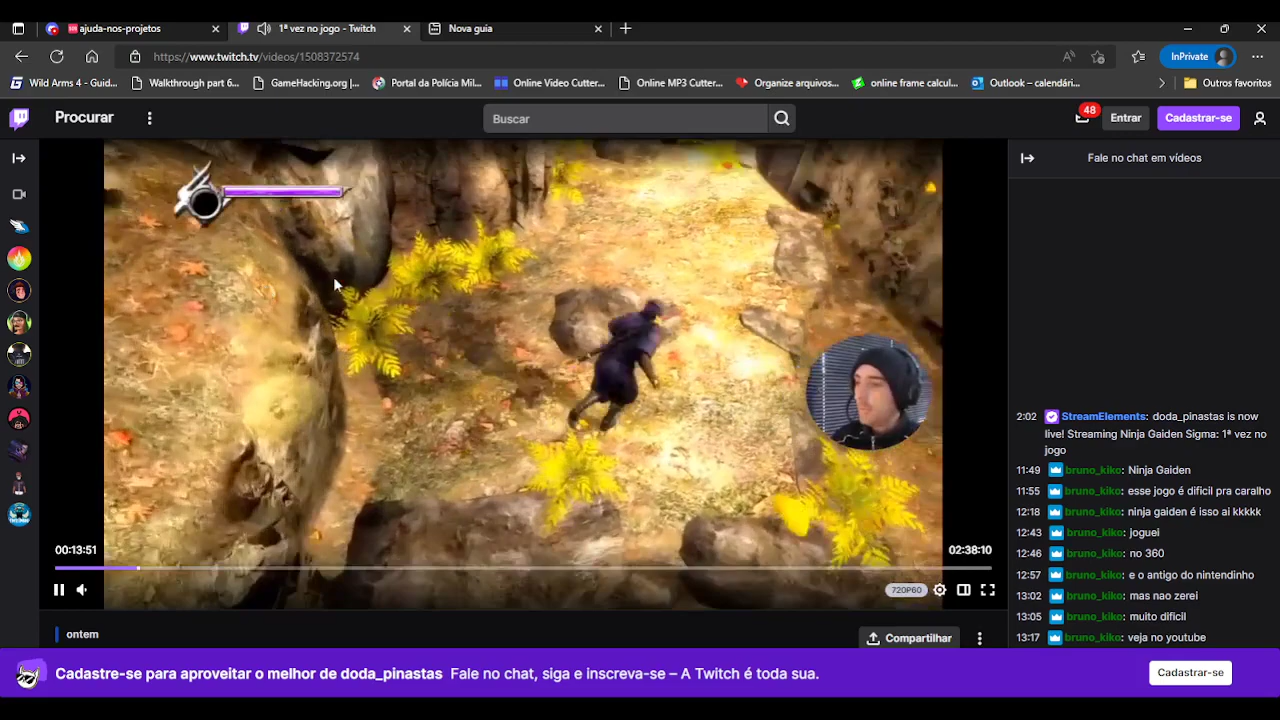 ajuda-nos-projetos
1ª vez no jogo - Twitch
Nova guia
https://www.twitch.tv/videos/1508372574
InPrivate
Wild Arms 4 - Guid...
Walkthrough part 6...
GameHacking.org |...
Portal da Polícia Mil...
Online Video Cutter...
Online MP3 Cutter...
Organize arquivos...
online frame calcul...
Outlook – calendári...
Outros favoritos
Procurar
Buscar
48
Entrar
Cadastrar-se
Fale no chat em vídeos
2:02 StreamElements: doda_pinastas is now
live! Streaming Ninja Gaiden Sigma: 1ª vez no
jogo
11:49 bruno_kiko: Ninja Gaiden
11:55 bruno_kiko: esse jogo é dificil pra caralho
12:18 bruno_kiko: ninja gaiden é isso ai kkkkk
12:43 bruno_kiko: joguei
12:46 bruno_kiko: no 360
12:57 bruno_kiko: e o antigo do nintendinho
13:02 bruno_kiko: mas nao zerei
13:05 bruno_kiko: muito difícil
13:17 bruno_kiko: veja no youtube
00:13:51
02:38:10
720P60
ontem
Compartilhar
Cadastre-se para aproveitar o melhor de doda_pinastas Fale no chat, siga e inscreva-se – A Twitch é toda sua.
Cadastrar-se